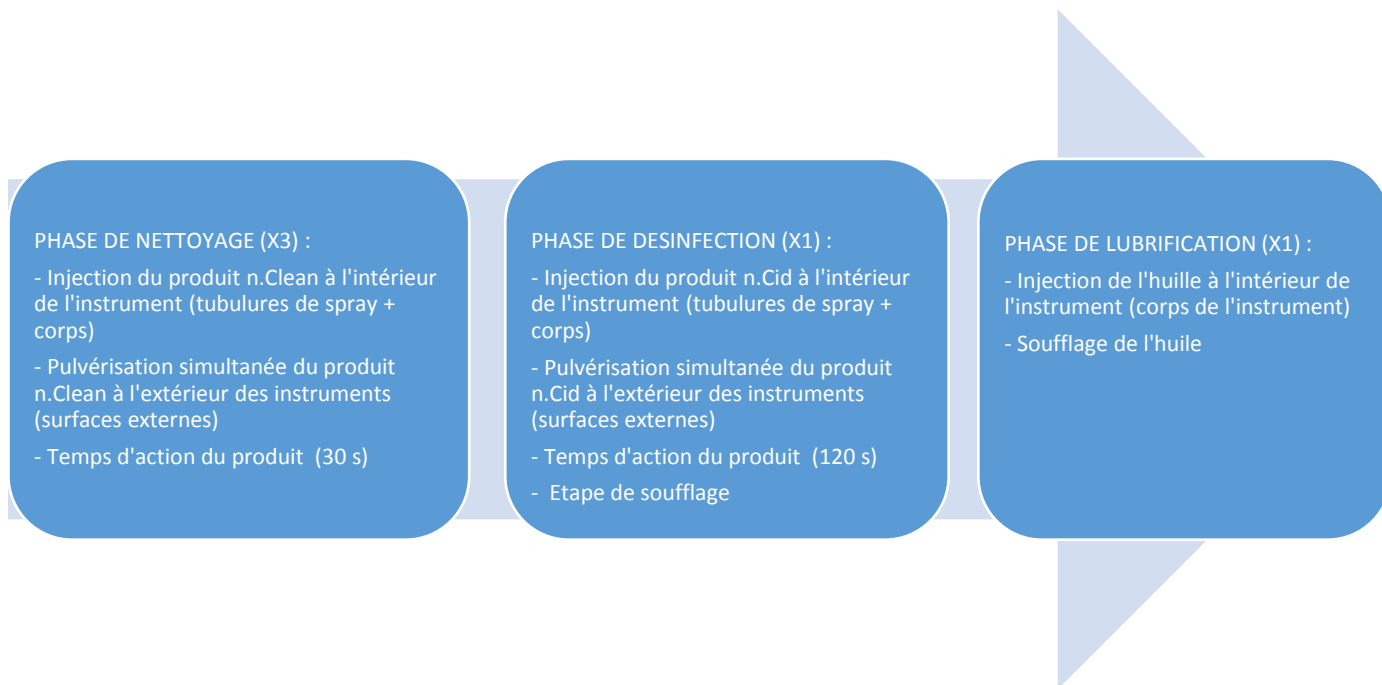 PHASE DE NETTOYAGE (X3) :
- Injection du produit n.Clean à l'intérieur
de l'instrument (tubulures de spray +
corps)
- Pulvérisation simultanée du produit
n.Clean à l'extérieur des instruments
(surfaces externes)
- Temps d'action du produit  (30 s)
PHASE DE DESINFECTION (X1) :
- Injection du produit n.Cid à l'intérieur
de l'instrument (tubulures de spray +
corps)
- Pulvérisation simultanée du produit
n.Cid à l'extérieur des instruments
(surfaces externes)
- Temps d'action du produit  (120 s)
-  Etape de soufflage
PHASE DE LUBRIFICATION (X1) :
- Injection de l'huille à l'intérieur de
l'instrument (corps de l'instrument)
- Soufflage de l'huile